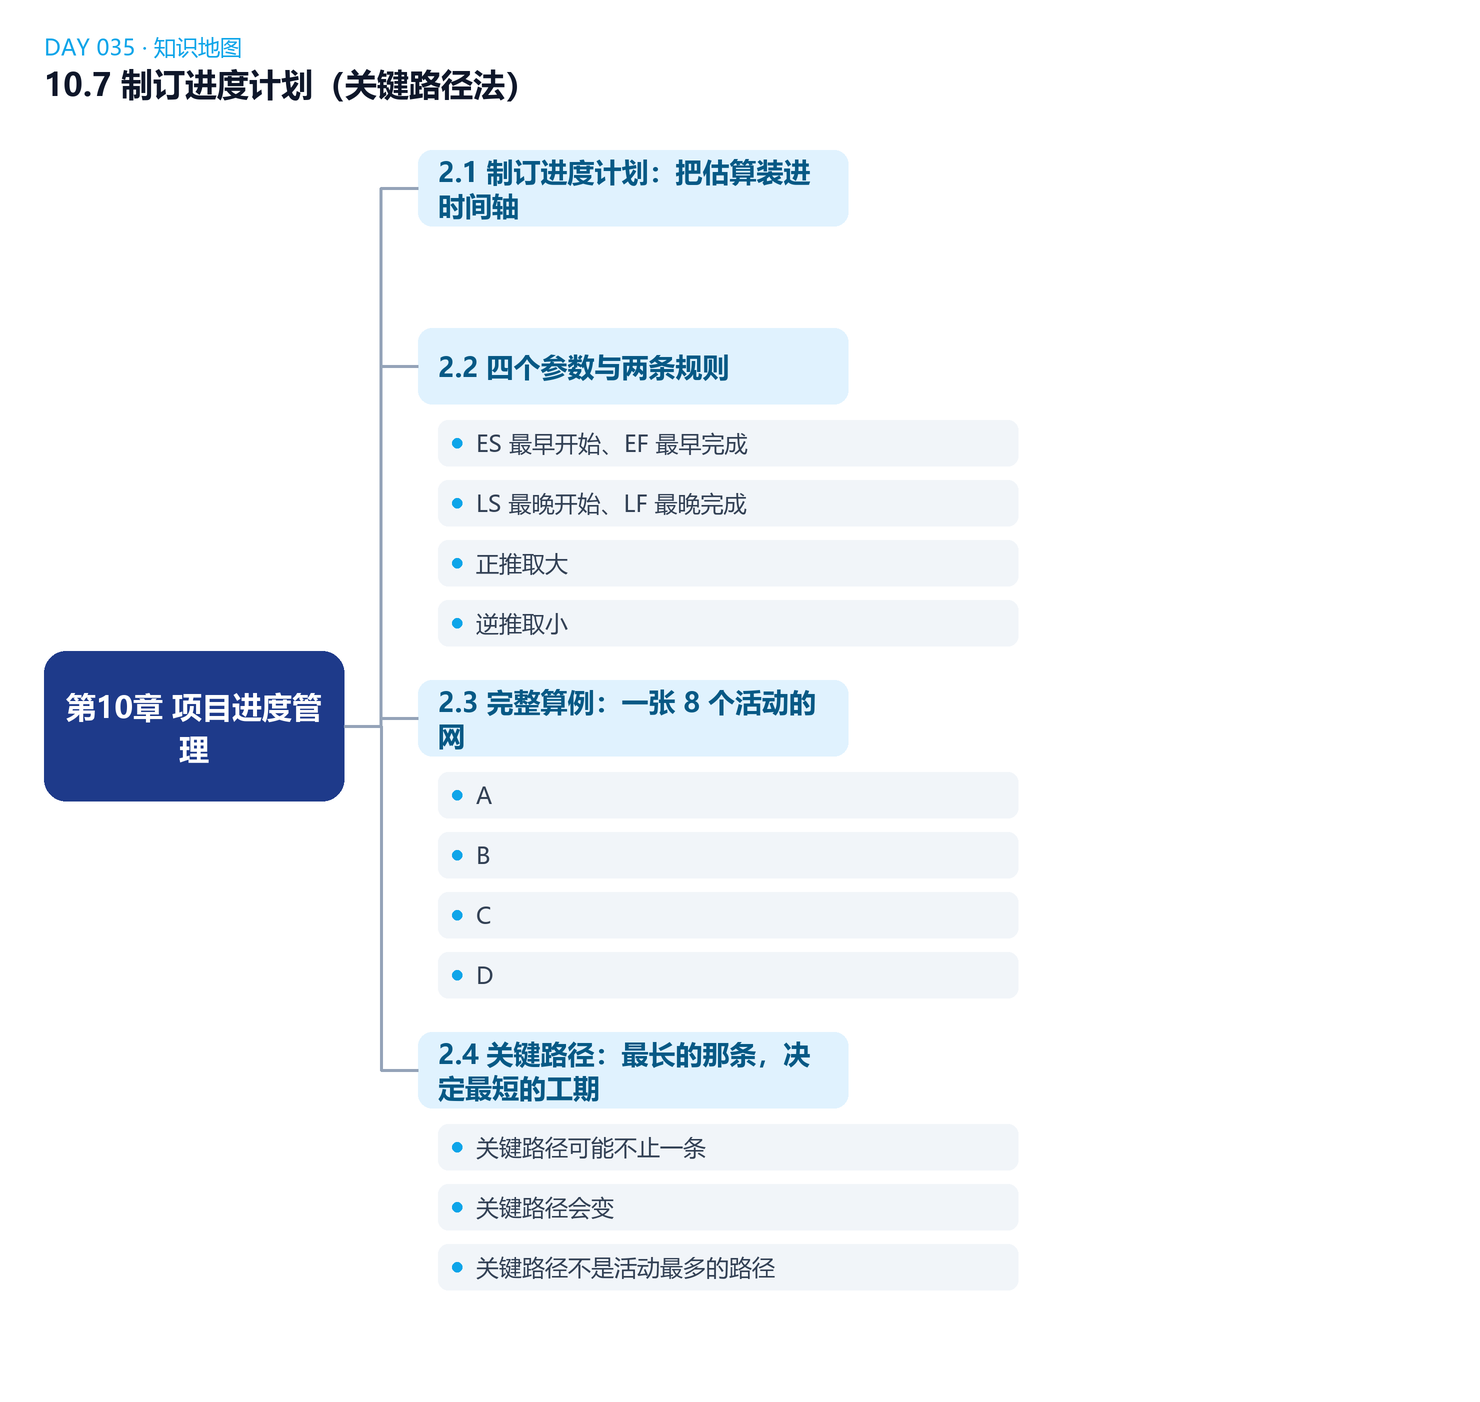 DAY 035 · 知识地图
10.7 制订进度计划（关键路径法）
2.1 制订进度计划：把估算装进
时间轴
2.2 四个参数与两条规则
ES 最早开始、EF 最早完成
LS 最晚开始、LF 最晚完成
正推取大
逆推取小
第10章 项目进度管
理
2.3 完整算例：一张 8 个活动的
网
A
B
C
D
2.4 关键路径：最长的那条，决
定最短的工期
关键路径可能不止一条
关键路径会变
关键路径不是活动最多的路径